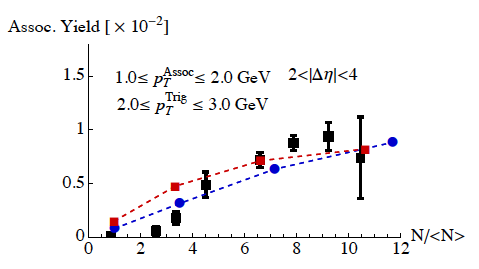 Assoc. Yield [ × 10⁻²]
1.5
1.0≤ p_T^Assoc ≤ 2.0 GeV 2<|Δη|<4
2.0≤ p_T^Trig ≤ 3.0 GeV
1
0.5
0
0 2 4 6 8 10 12 N/<N>